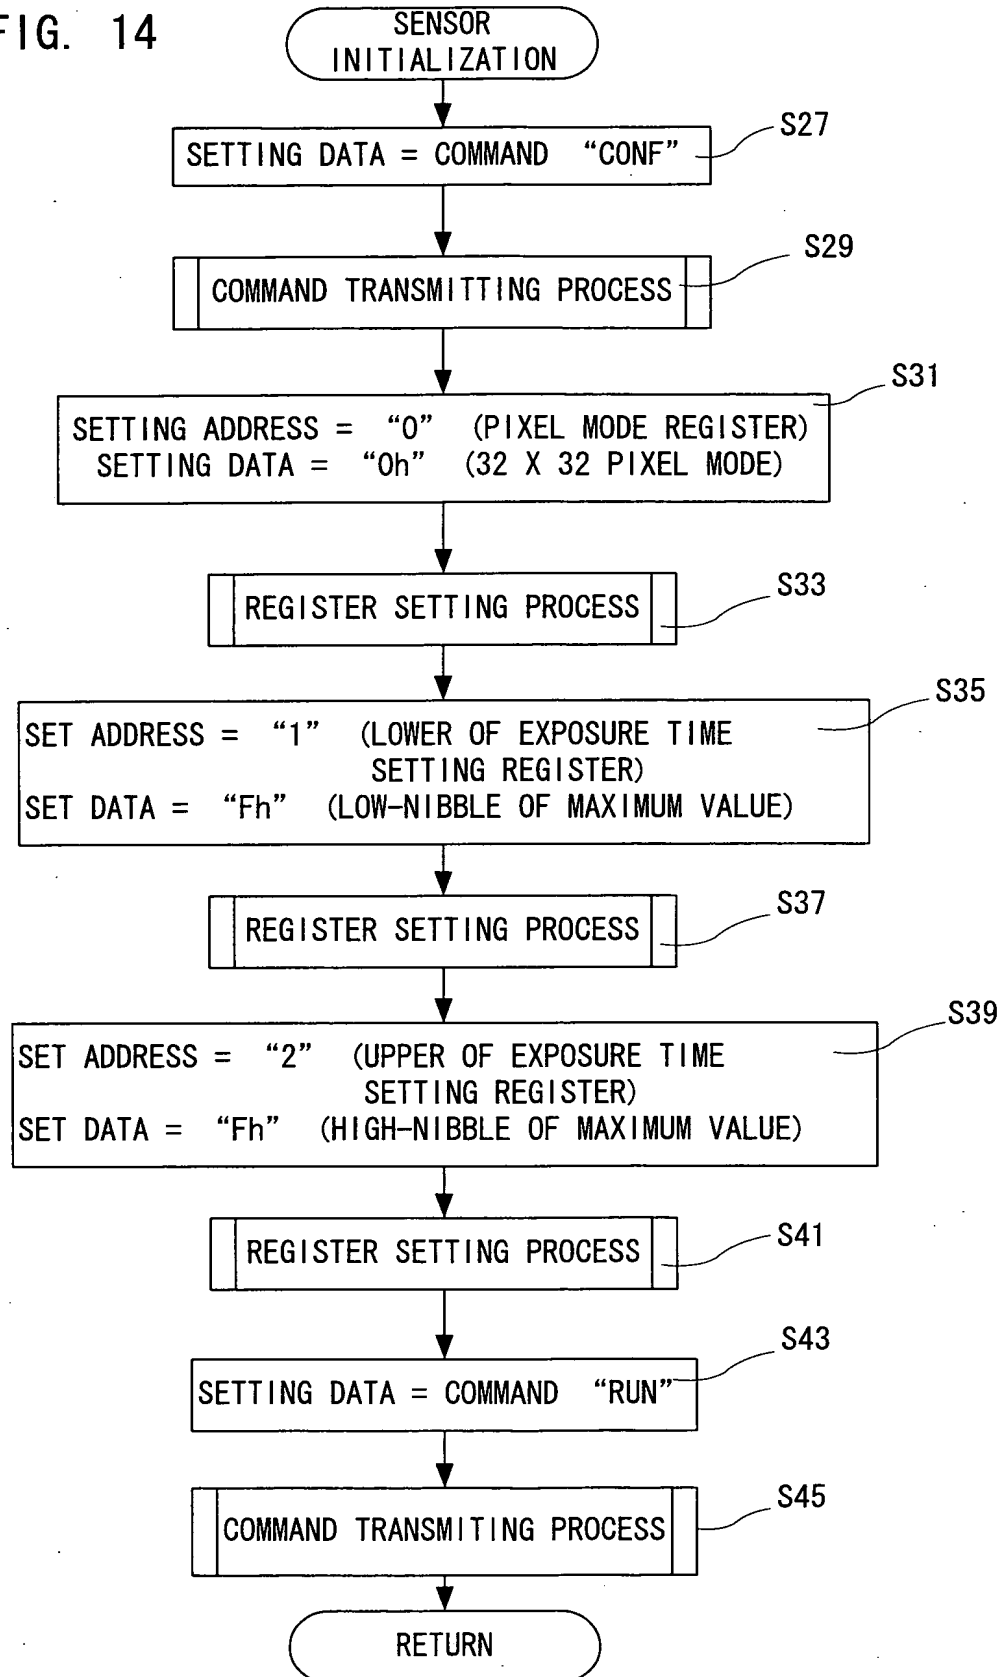 FIG. 14
SENSOR
INITIALIZATION
SETTING DATA = COMMAND “CONF”
S27
COMMAND TRANSMITTING PROCESS
S29
SETTING ADDRESS = “0” (PIXEL MODE REGISTER)
SETTING DATA = “0h” (32 X 32 PIXEL MODE)
S31
REGISTER SETTING PROCESS
S33
SET ADDRESS = “1” (LOWER OF EXPOSURE TIME
SETTING REGISTER)
SET DATA = “Fh” (LOW-NIBBLE OF MAXIMUM VALUE)
S35
REGISTER SETTING PROCESS
S37
SET ADDRESS = “2” (UPPER OF EXPOSURE TIME
SETTING REGISTER)
SET DATA = “Fh” (HIGH-NIBBLE OF MAXIMUM VALUE)
S39
REGISTER SETTING PROCESS
S41
SETTING DATA = COMMAND “RUN”
S43
COMMAND TRANSMITING PROCESS
S45
RETURN